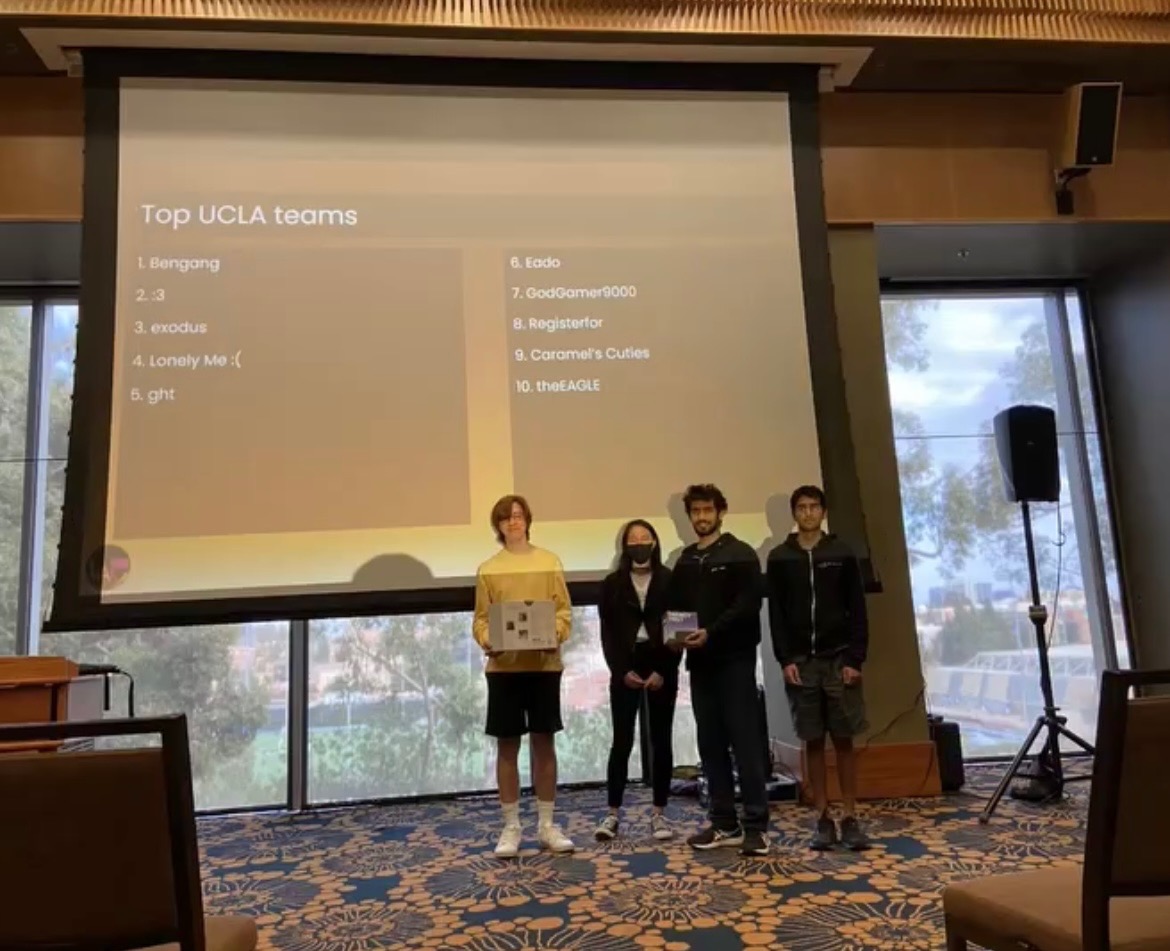 Top UCLA teams
1. Bengang
2. :3
3. exodus
4. Lonely Me :(
5. ght
6. Eado
7. GodGamer9000
8. Registerfor
9. Caramel's Cuties
10. theEAGLE